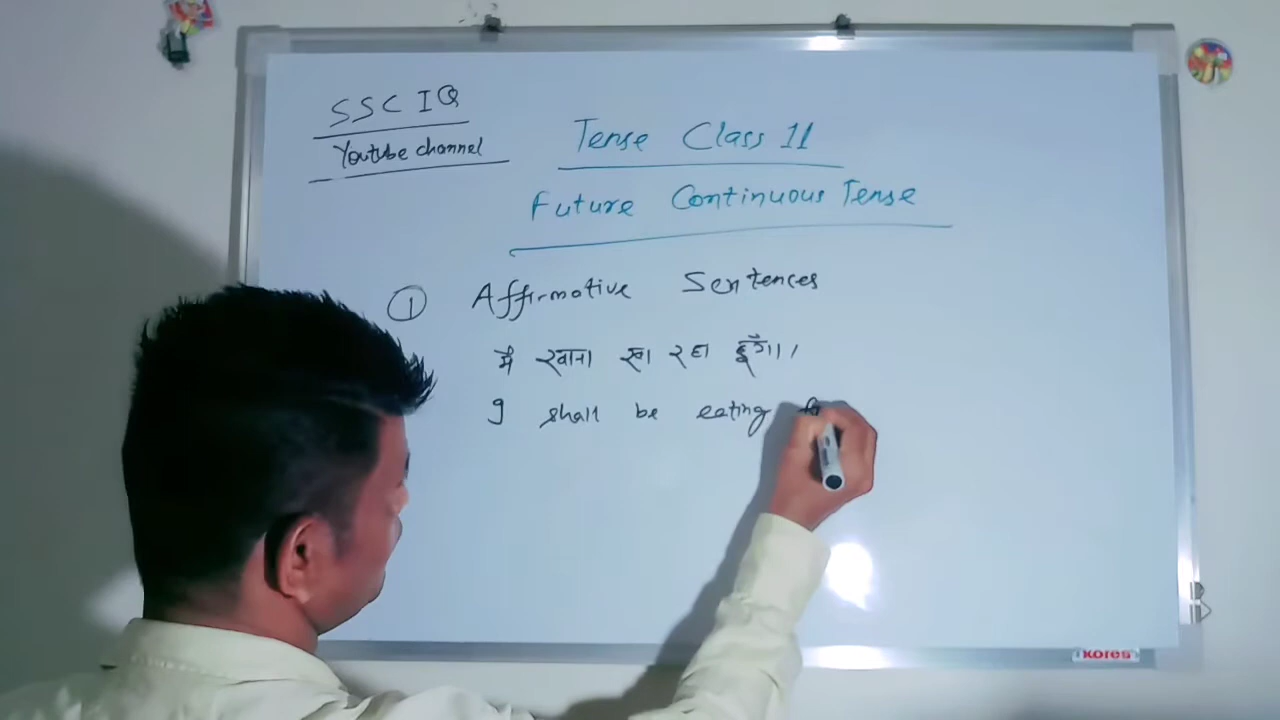 SSC IQ
Youtube channel
Tense Class 11
Future Continuous Tense
① Affirmative Sentences
मैं खाना खा रहा हूँगा।
I shall be eating
kores